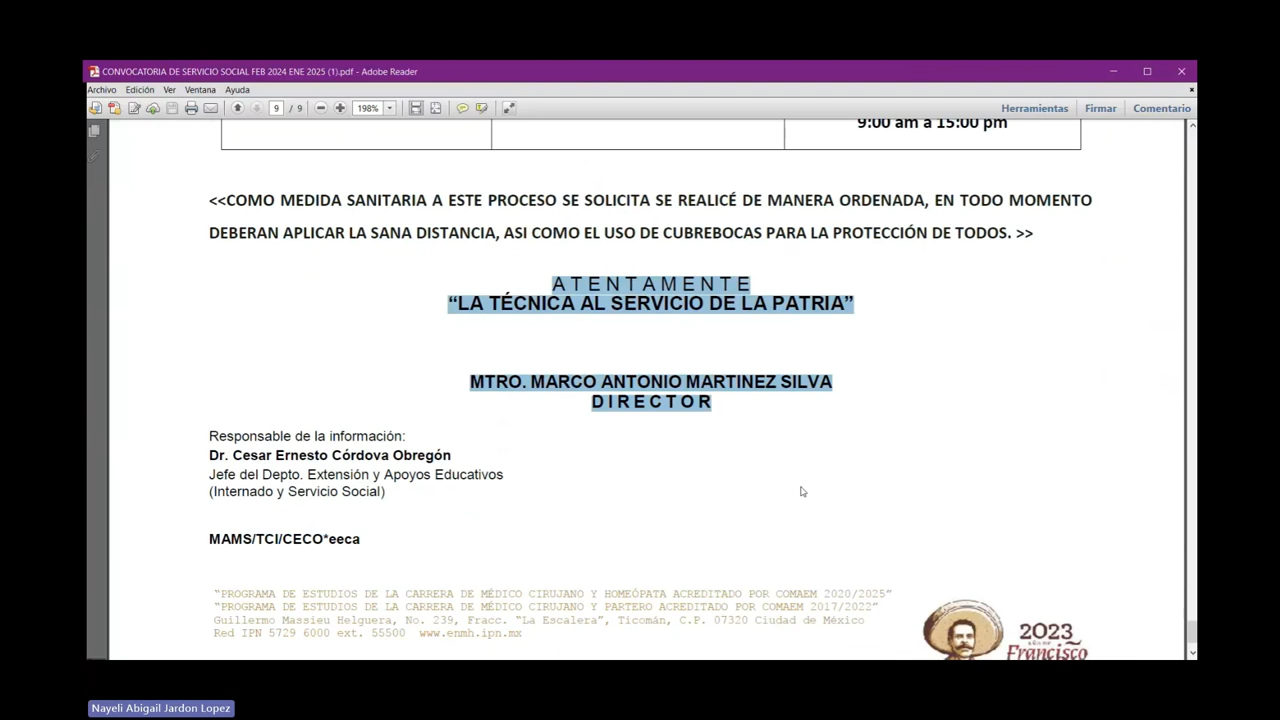 CONVOCATORIA DE SERVICIO SOCIAL FEB 2024 ENE 2025 (1).pdf - Adobe Reader
Archivo Edición Ver Ventana Ayuda
9 / 9 198% Herramientas Firmar Comentario
9:00 am a 15:00 pm
<<COMO MEDIDA SANITARIA A ESTE PROCESO SE SOLICITA SE REALICÉ DE MANERA ORDENADA, EN TODO MOMENTO
DEBERAN APLICAR LA SANA DISTANCIA, ASI COMO EL USO DE CUBREBOCAS PARA LA PROTECCIÓN DE TODOS. >>
A T E N T A M E N T E
“LA TÉCNICA AL SERVICIO DE LA PATRIA”
MTRO. MARCO ANTONIO MARTINEZ SILVA
D I R E C T O R
Responsable de la información:
Dr. Cesar Ernesto Córdova Obregón
Jefe del Depto. Extensión y Apoyos Educativos
(Internado y Servicio Social)
MAMS/TCI/CECO*eeca
“PROGRAMA DE ESTUDIOS DE LA CARRERA DE MÉDICO CIRUJANO Y HOMEÓPATA ACREDITADO POR COMAEM 2020/2025”
“PROGRAMA DE ESTUDIOS DE LA CARRERA DE MÉDICO CIRUJANO Y PARTERO ACREDITADO POR COMAEM 2017/2022”
Guillermo Massieu Helguera, No. 239, Fracc. “La Escalera”, Ticomán, C.P. 07320 Ciudad de México
Red IPN 5729 6000 ext. 55500 www.enmh.ipn.mx
2023
Francisco
Nayeli Abigail Jardon Lopez